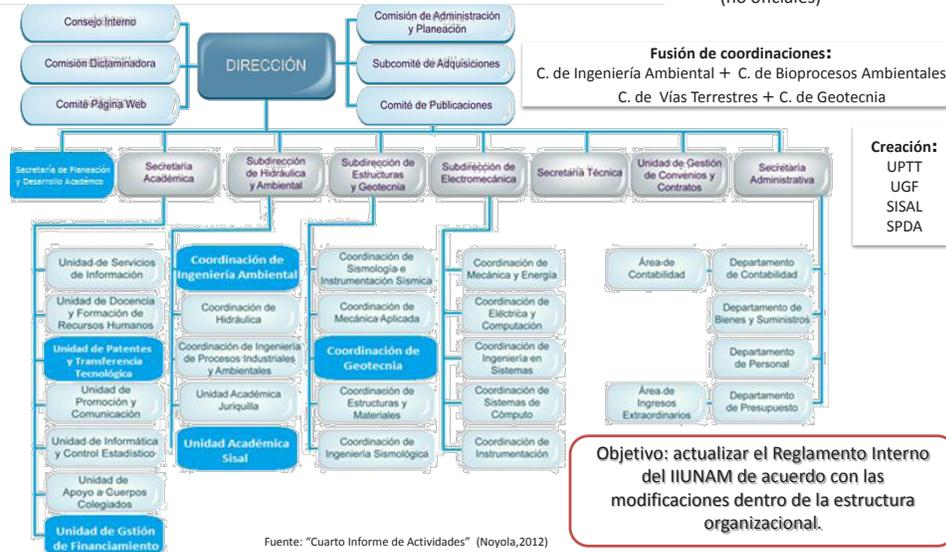 (no oficiales)
Consejo Interno
Comisión Dictaminadora
Comité Página Web
DIRECCIÓN
Comisión de Administración
y Planeación
Subcomité de Adquisiciones
Comité de Publicaciones
Fusión de coordinaciones:
C. de Ingeniería Ambiental + C. de Bioprocesos Ambientales
C. de Vías Terrestres + C. de Geotecnia
Creación:
UPTT
UGF
SISAL
SPDA
Secretaría de Planeación
y Desarrollo Académico
Secretaría
Académica
Subdirección
de Hidráulica
y Ambiental
Subdirección de
Estructuras
y Geotecnia
Subdirección de
Electromecánica
Secretaría Técnica
Unidad de Gestión
de Convenios y
Contratos
Secretaría
Administrativa
Unidad de Servicios
de Información
Unidad de Docencia
y Formación de
Recursos Humanos
Unidad de Patentes
y Transferencia
Tecnológica
Unidad de
Promoción y
Comunicación
Unidad de Informática
y Control Estadístico
Unidad de
Apoyo a Cuerpos
Colegiados
Unidad de Gstión
de Financiamiento
Coordinación de
Ingeniería Ambiental
Coordinación de
Hidráulica
Coordinación de Ingeniería
de Procesos Industriales
y Ambientales
Unidad Académica
Juriquilla
Unidad Académica
Sisal
Coordinación de
Sismología e
Instrumentación Sísmica
Coordinación de
Mecánica Aplicada
Coordinación de
Geotecnia
Coordinación de
Estructuras y
Materiales
Coordinación de
Ingeniería Sismológica
Coordinación de
Mecánica y Energía
Coordinación de
Eléctrica y
Computación
Coordinación de
Ingeniería en
Sistemas
Coordinación de
Sistemas de
Cómputo
Coordinación de
Instrumentación
Área de
Contabilidad
Departamento
de Contabilidad
Departamento de
Bienes y Suministros
Departamento
de Personal
Área de
Ingresos
Extraordinarios
Departamento
de Presupuesto
Objetivo: actualizar el Reglamento Interno
del IIUNAM de acuerdo con las
modificaciones dentro de la estructura
organizacional.
Fuente: "Cuarto Informe de Actividades" (Noyola,2012)